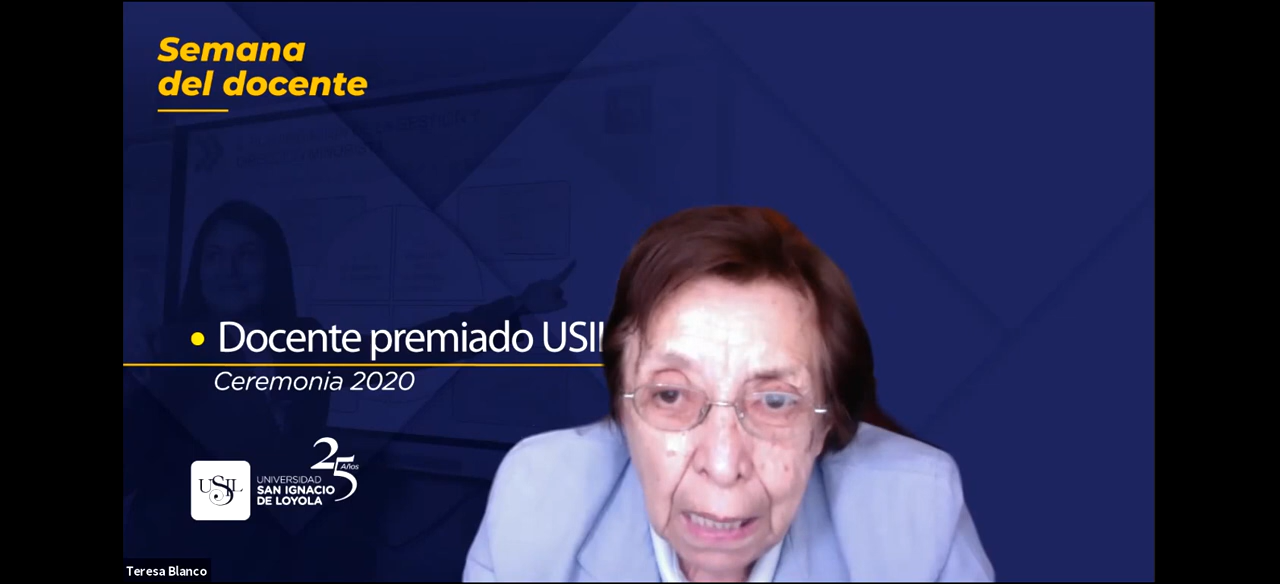 Semana
del docente
Docente premiado USIL
Ceremonia 2020
25
Años
USIL
UNIVERSIDAD
SAN IGNACIO
DE LOYOLA
Teresa Blanco